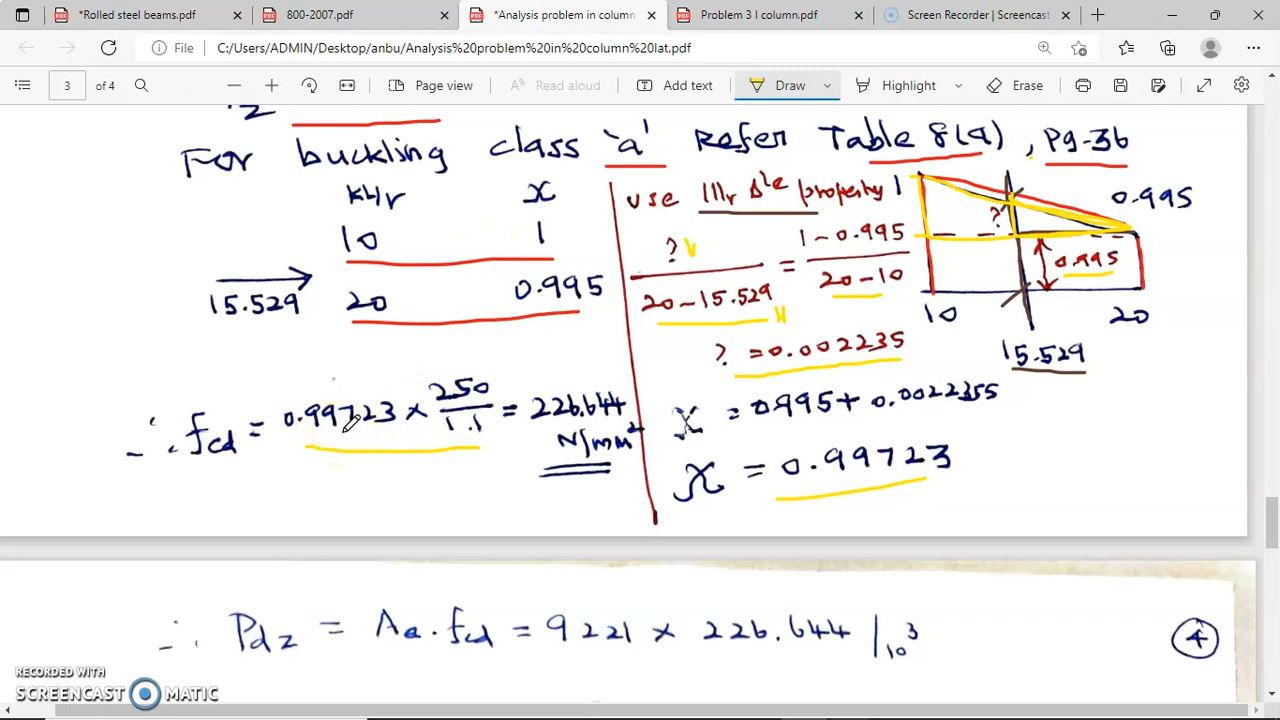 *Rolled steel beams.pdf
800-2007.pdf
*Analysis problem in column
Problem 3 I column.pdf
Screen Recorder | Screencast
File
C:/Users/ADMIN/Desktop/anbu/Analysis%20problem%20in%20column%20lat.pdf
3 of 4
Page view
Read aloud
Add text
Draw
Highlight
Erase
For buckling class 'a' Refer Table 8(a), Pg-36
KL/r x
10 1
15.529 20 0.995
use lllr Δle property
? / 20-15.529 = 1-0.995 / 20-10
? = 0.002235
x = 0.995 + 0.0022355
x = 0.99723
1
0.995
?
0.995
10
20
15.529
∴ fcd = 0.99723 × 250 / 1.1 = 226.644
N/mm²
∴ Pdz = Ae . fcd = 9221 × 226.644 / 10³
4
RECORDED WITH
SCREENCAST MATIC